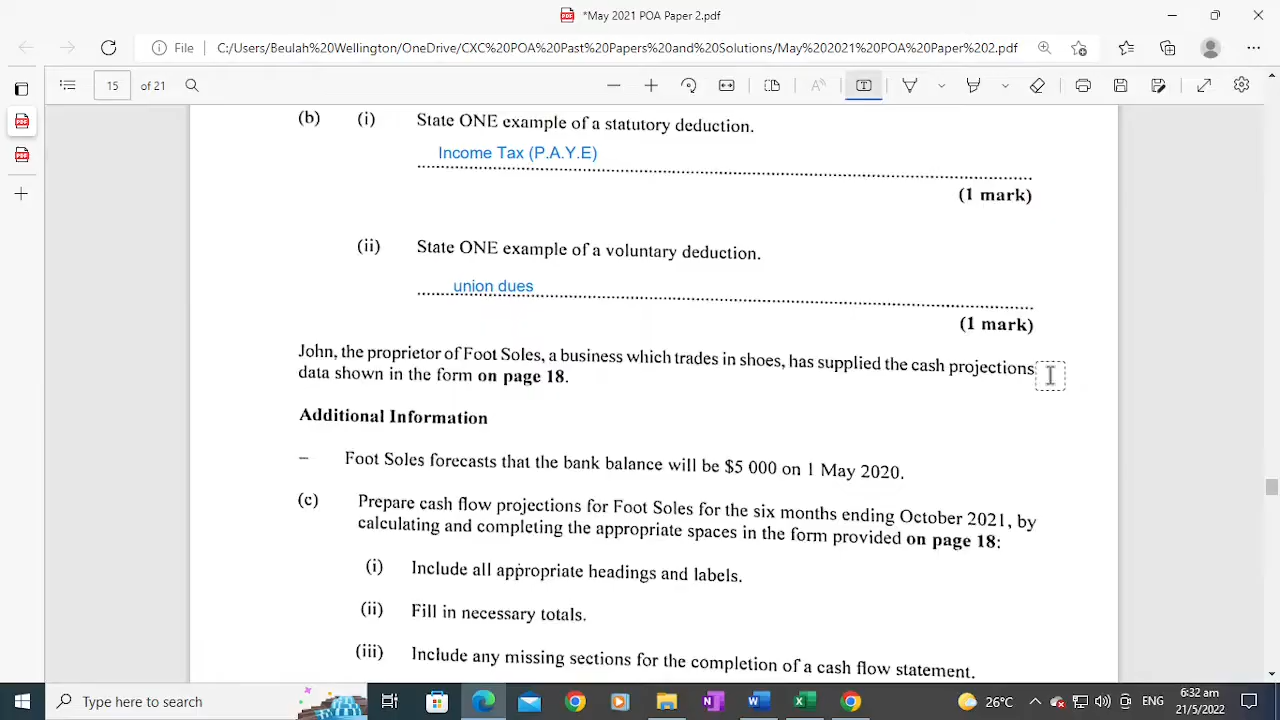 *May 2021 POA Paper 2.pdf
File C:/Users/Beulah%20Wellington/OneDrive/CXC%20POA%20Past%20Papers%20and%20Solutions/May%202021%20POA%20Paper%202.pdf
15 of 21
(b) (i) State ONE example of a statutory deduction.
Income Tax (P.A.Y.E)
(1 mark)
(ii) State ONE example of a voluntary deduction.
union dues
(1 mark)
John, the proprietor of Foot Soles, a business which trades in shoes, has supplied the cash projections
data shown in the form on page 18.
Additional Information
– Foot Soles forecasts that the bank balance will be $5 000 on 1 May 2020.
(c) Prepare cash flow projections for Foot Soles for the six months ending October 2021, by
calculating and completing the appropriate spaces in the form provided on page 18:
(i) Include all appropriate headings and labels.
(ii) Fill in necessary totals.
(iii) Include any missing sections for the completion of a cash flow statement.
Type here to search
26°C ENG 6:32 am
21/5/2022